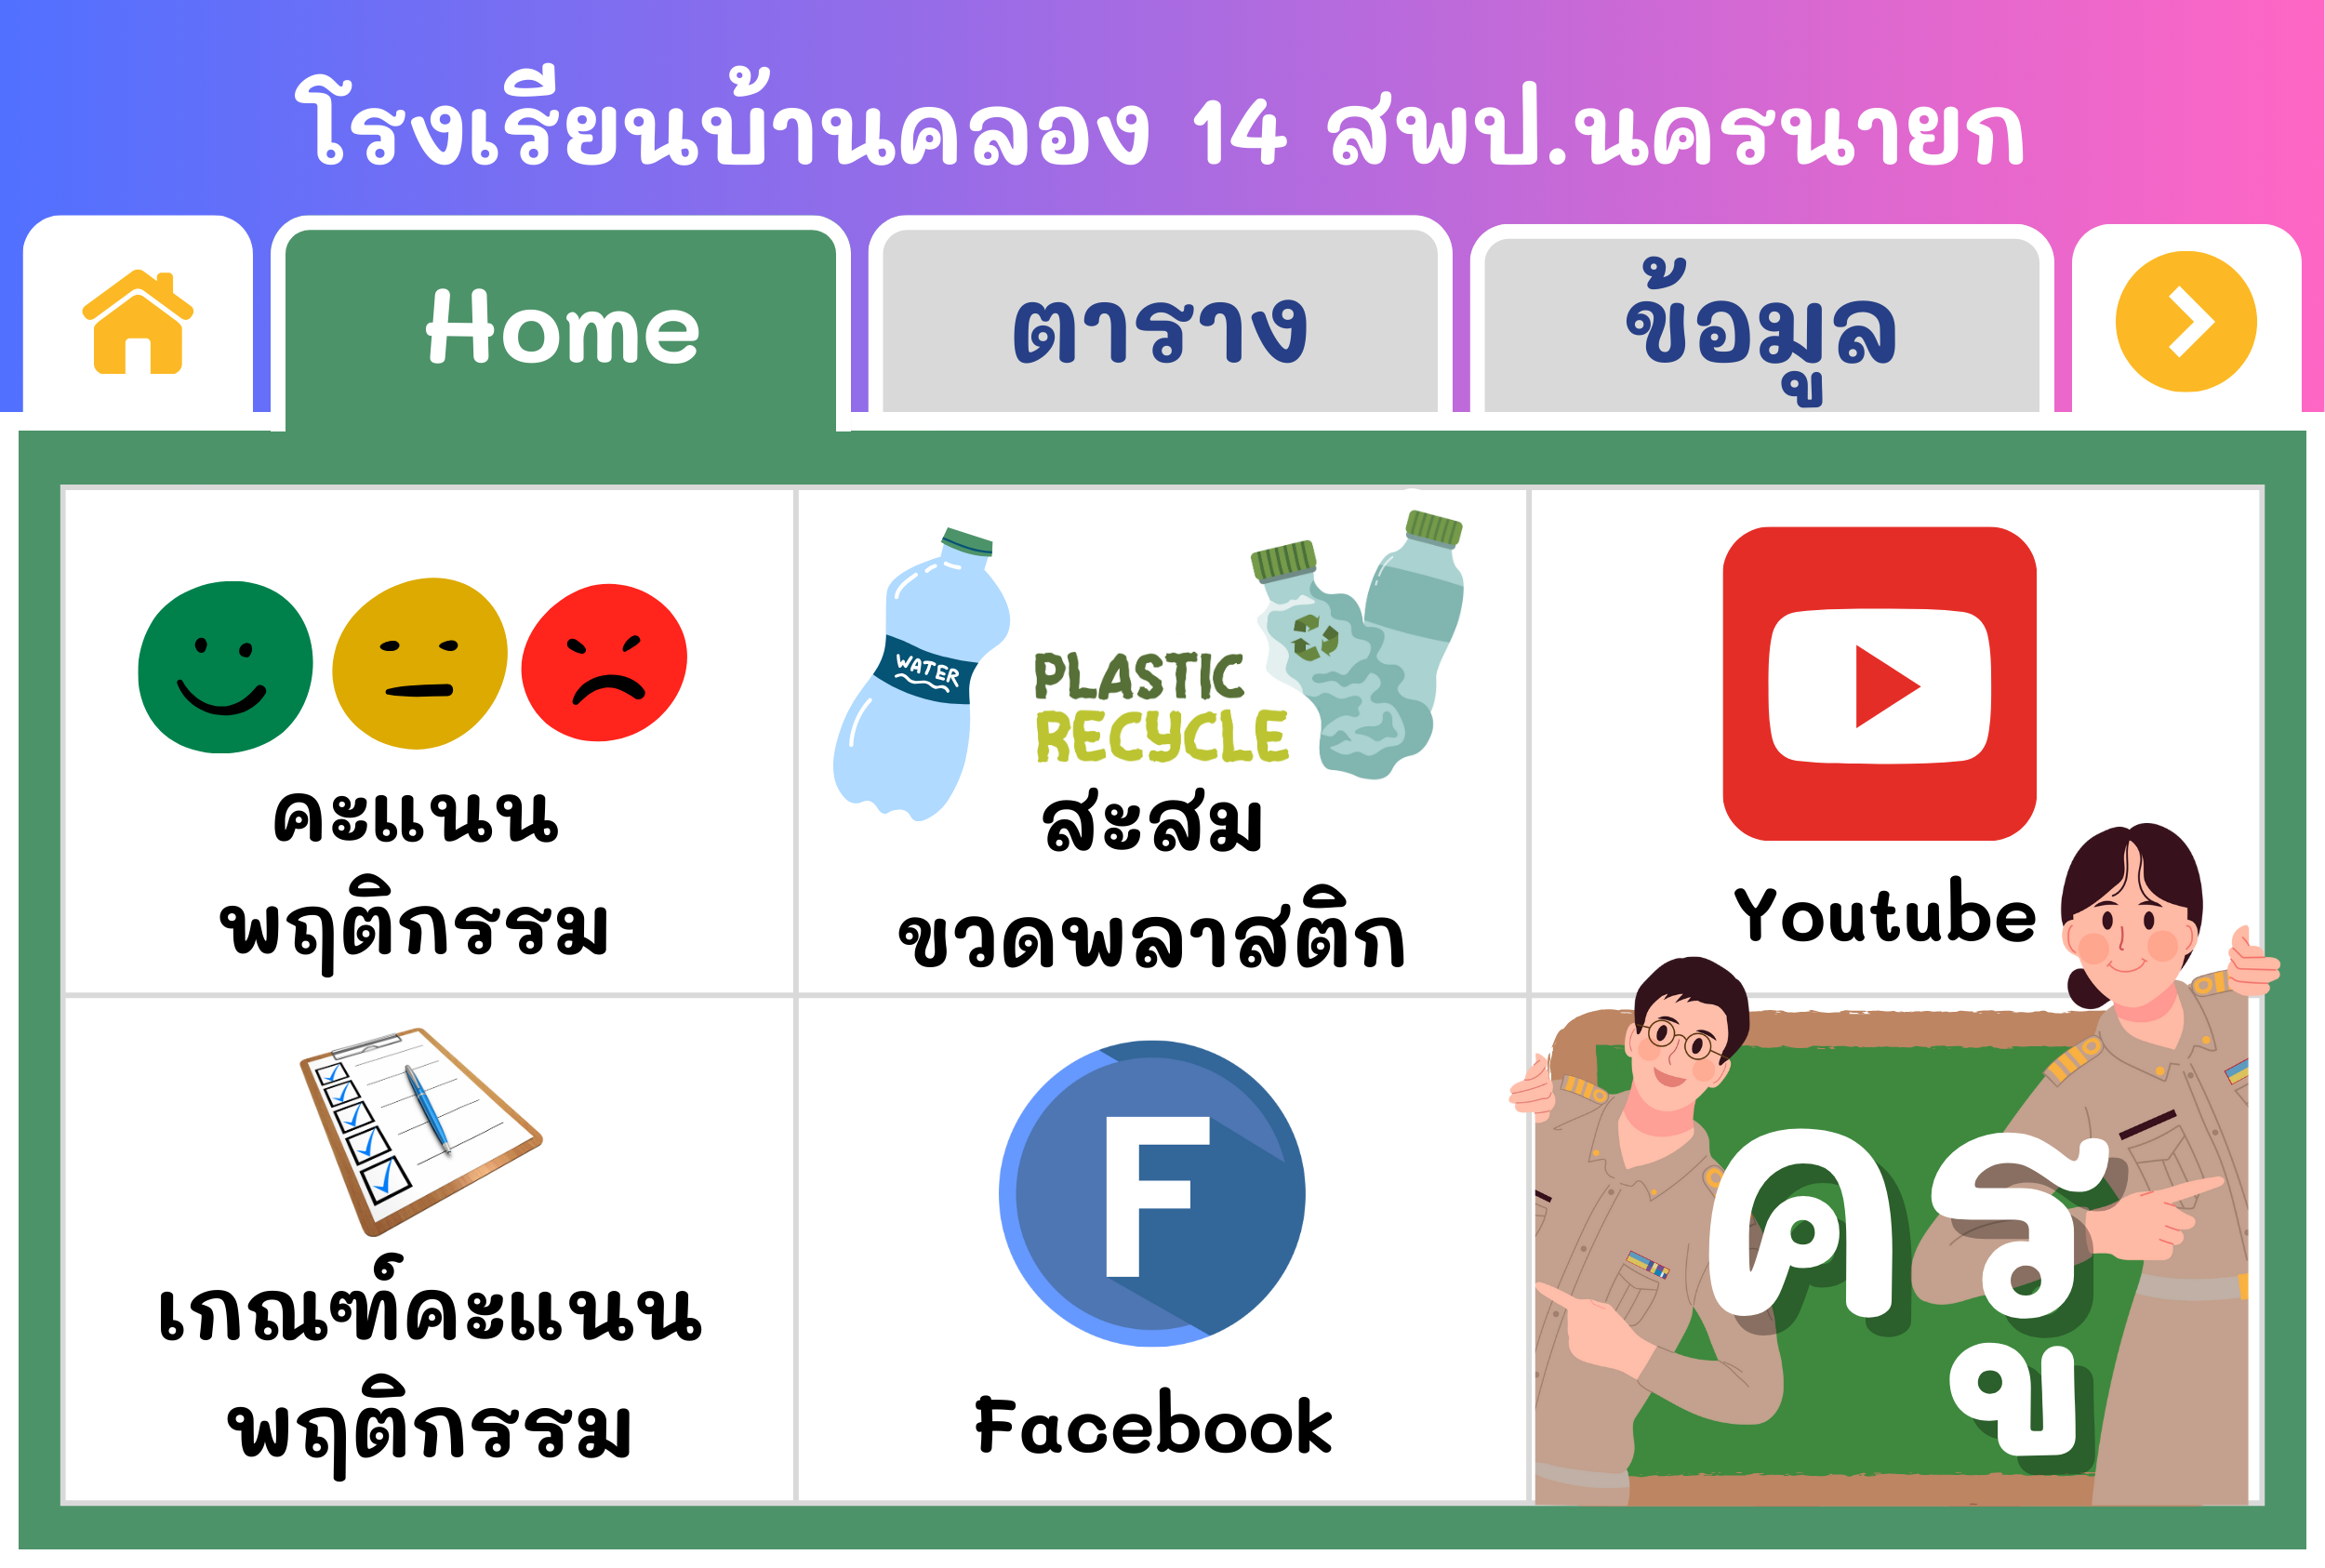 โรงเรียนบ้านคลอง 14 สพป.นครนายก
Home
ตาราง
ข้อมูล
WATER
PLASTIC
RECYCLE
คะแนน
พฤติกรรม
สะสม
ขวดพลาสติก
Youtube
เกณฑ์คะแนน
พฤติกรรม
F
Facebook
ครู